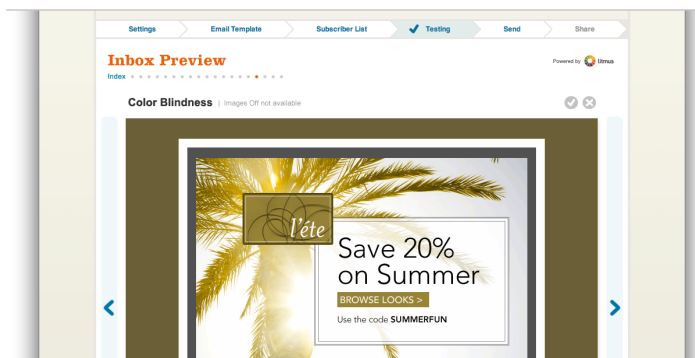 Settings
Email Template
Subscriber List
Testing
Send
Share
Inbox Preview
Powered by litmus
Index
Color Blindness | Images Off not available
l'éte
Save 20%
on Summer
BROWSE LOOKS >
Use the code SUMMERFUN